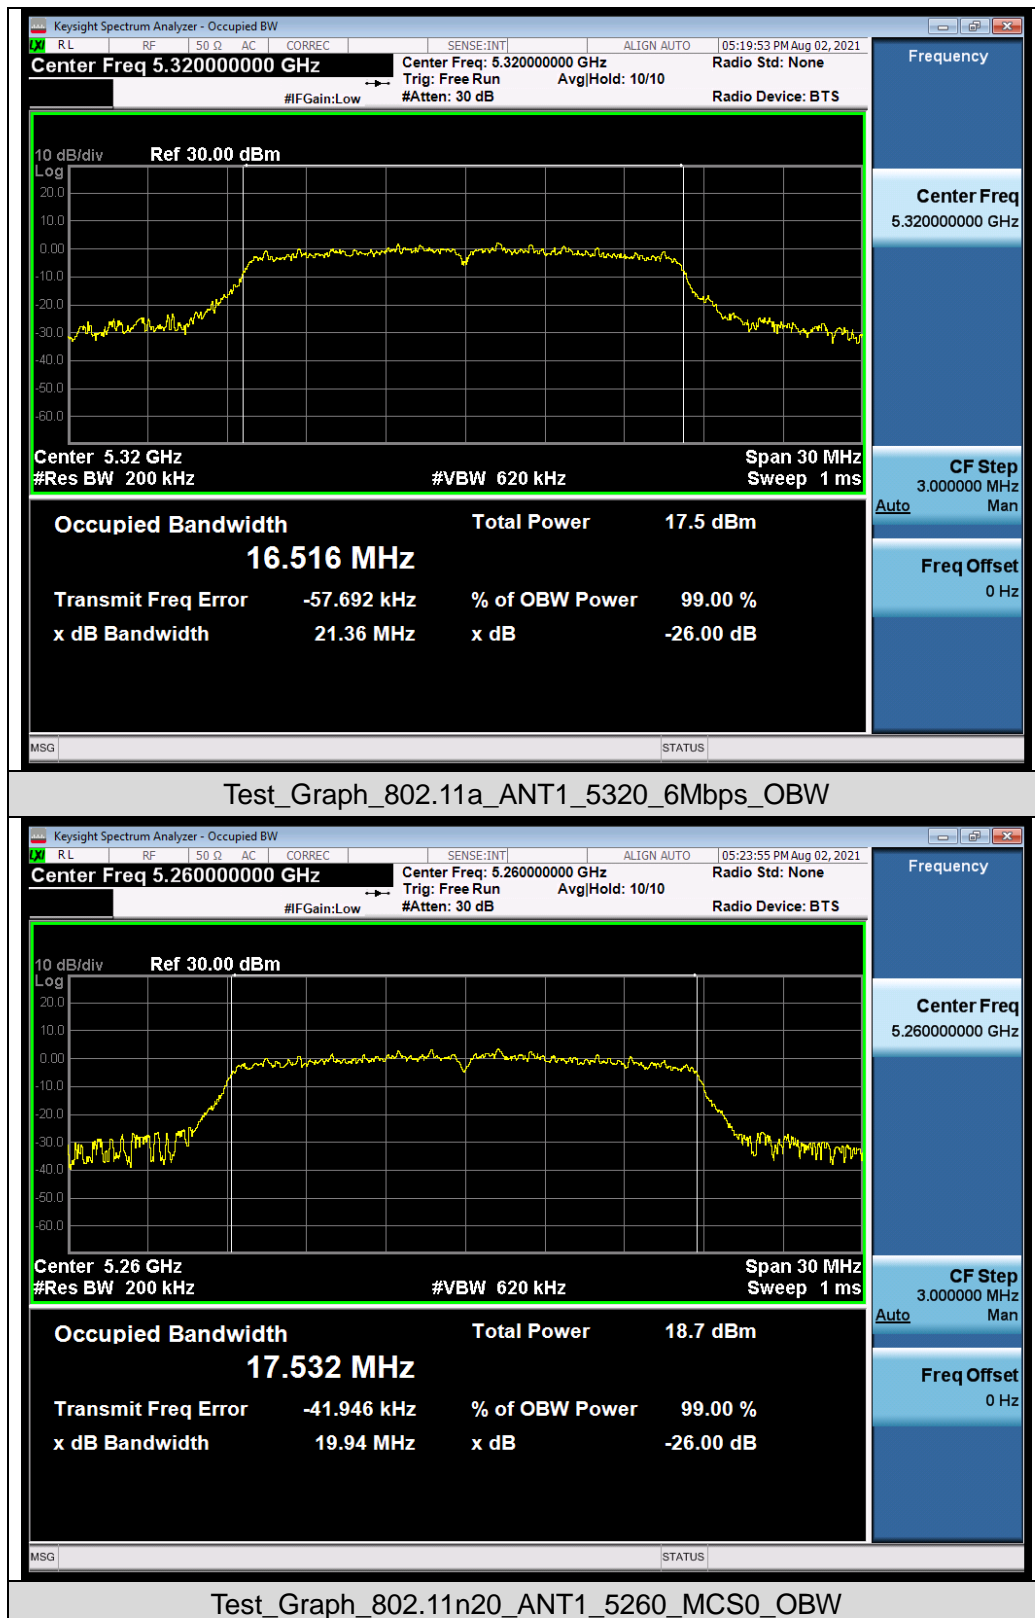 Keysight Spectrum Analyzer - Occupied BW
LXI RL RF 50 Ω AC CORREC SENSE:INT ALIGN AUTO 05:19:53 PM Aug 02, 2021
Center Freq 5.320000000 GHz Center Freq: 5.320000000 GHz Radio Std: None
Trig: Free Run Avg|Hold: 10/10
#IFGain:Low #Atten: 30 dB Radio Device: BTS
10 dB/div Ref 30.00 dBm
Log
20.0
10.0
0.00
-10.0
-20.0
-30.0
-40.0
-50.0
-60.0
Center 5.32 GHz Span 30 MHz
#Res BW 200 kHz #VBW 620 kHz Sweep 1 ms
Occupied Bandwidth Total Power 17.5 dBm
16.516 MHz
Transmit Freq Error -57.692 kHz % of OBW Power 99.00 %
x dB Bandwidth 21.36 MHz x dB -26.00 dB
MSG STATUS
Frequency
Center Freq
5.320000000 GHz
CF Step
3.000000 MHz
Auto Man
Freq Offset
0 Hz
Test_Graph_802.11a_ANT1_5320_6Mbps_OBW
Keysight Spectrum Analyzer - Occupied BW
LXI RL RF 50 Ω AC CORREC SENSE:INT ALIGN AUTO 05:23:55 PM Aug 02, 2021
Center Freq 5.260000000 GHz Center Freq: 5.260000000 GHz Radio Std: None
Trig: Free Run Avg|Hold: 10/10
#IFGain:Low #Atten: 30 dB Radio Device: BTS
10 dB/div Ref 30.00 dBm
Log
20.0
10.0
0.00
-10.0
-20.0
-30.0
-40.0
-50.0
-60.0
Center 5.26 GHz Span 30 MHz
#Res BW 200 kHz #VBW 620 kHz Sweep 1 ms
Occupied Bandwidth Total Power 18.7 dBm
17.532 MHz
Transmit Freq Error -41.946 kHz % of OBW Power 99.00 %
x dB Bandwidth 19.94 MHz x dB -26.00 dB
MSG STATUS
Frequency
Center Freq
5.260000000 GHz
CF Step
3.000000 MHz
Auto Man
Freq Offset
0 Hz
Test_Graph_802.11n20_ANT1_5260_MCS0_OBW